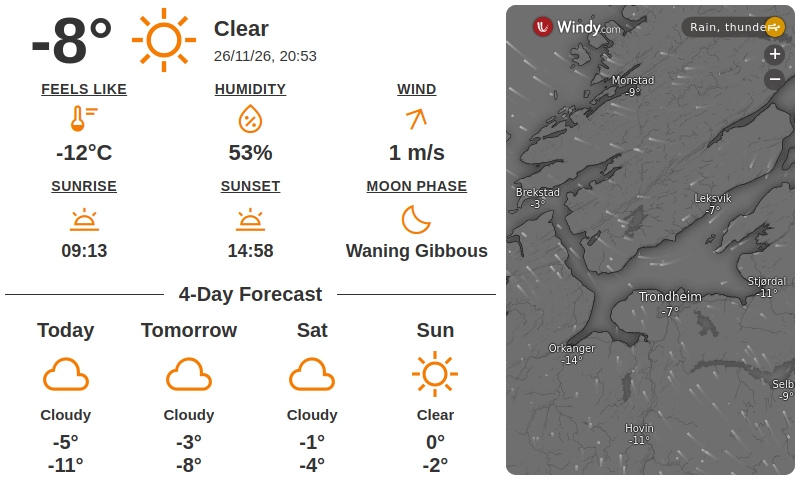 -8°
Clear
26/11/26, 20:53
FEELS LIKE
HUMIDITY
WIND
-12°C
53%
1 m/s
SUNRISE
SUNSET
MOON PHASE
09:13
14:58
Waning Gibbous
4-Day Forecast
Today
Tomorrow
Sat
Sun
Cloudy
Cloudy
Cloudy
Clear
-5°
-3°
-1°
0°
-11°
-8°
-4°
-2°
Windy.com
Rain, thunde
+
−
Monstad
-9°
Brekstad
-3°
Leksvik
-7°
Stjørdal
-11°
Trondheim
-7°
Orkanger
-14°
Selb
-9°
Hovin
-11°